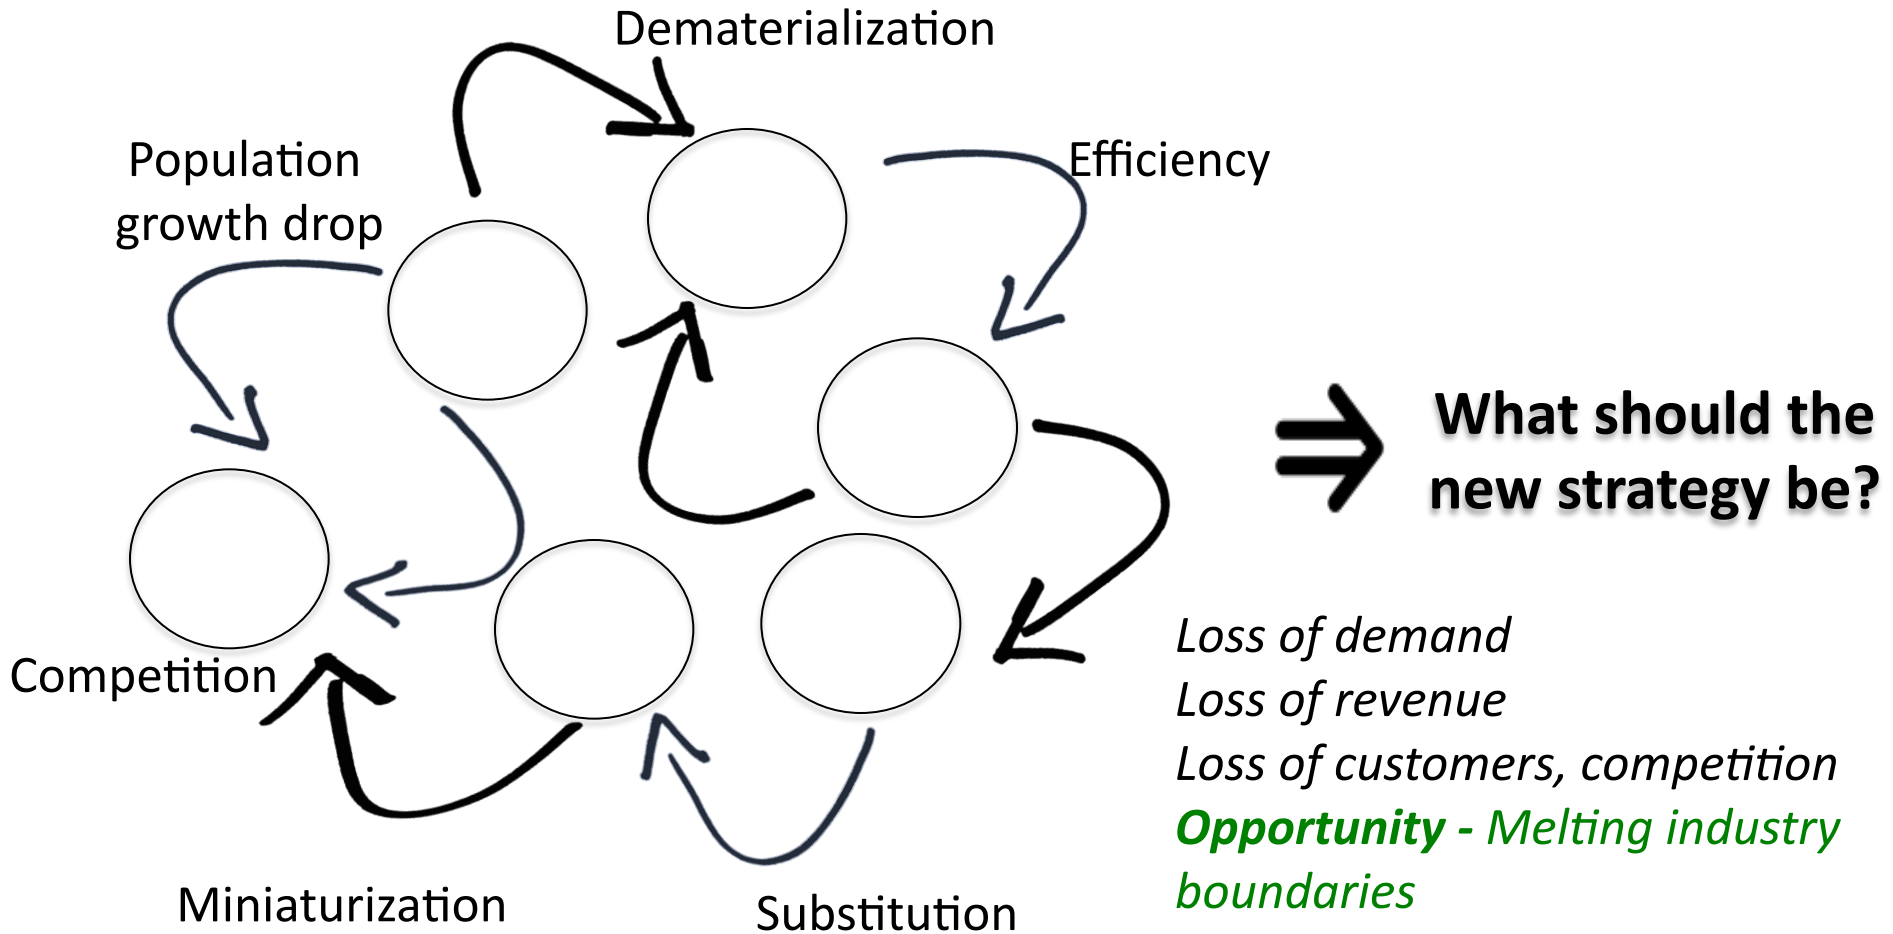 Dematerialization
Population
growth drop
Efficiency
What should the
new strategy be?
Competition
Loss of demand
Loss of revenue
Loss of customers, competition
Opportunity - Melting industry
boundaries
Miniaturization
Substitution